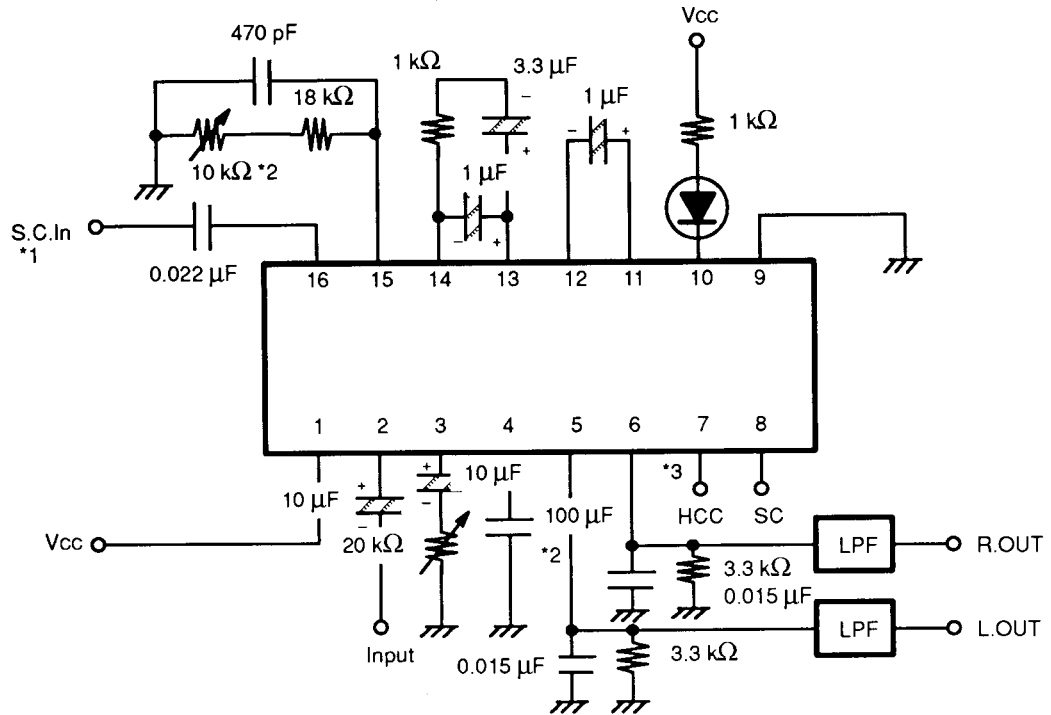 Vcc
470 pF
1 kΩ
3.3 μF
18 kΩ
1 μF
1 kΩ
−
+
− +
10 kΩ *2
1 μF
− +
S.C.In
*1
0.022 μF
16 15 14 13 12 11 10 9
1 2 3 4 5 6 7 8
*3
+
+
10 μF
10 μF
100 μF
−
−
HCC SC
Vcc
20 kΩ
*2
LPF
R.OUT
3.3 kΩ
0.015 μF
LPF
L.OUT
Input
0.015 μF
3.3 kΩ